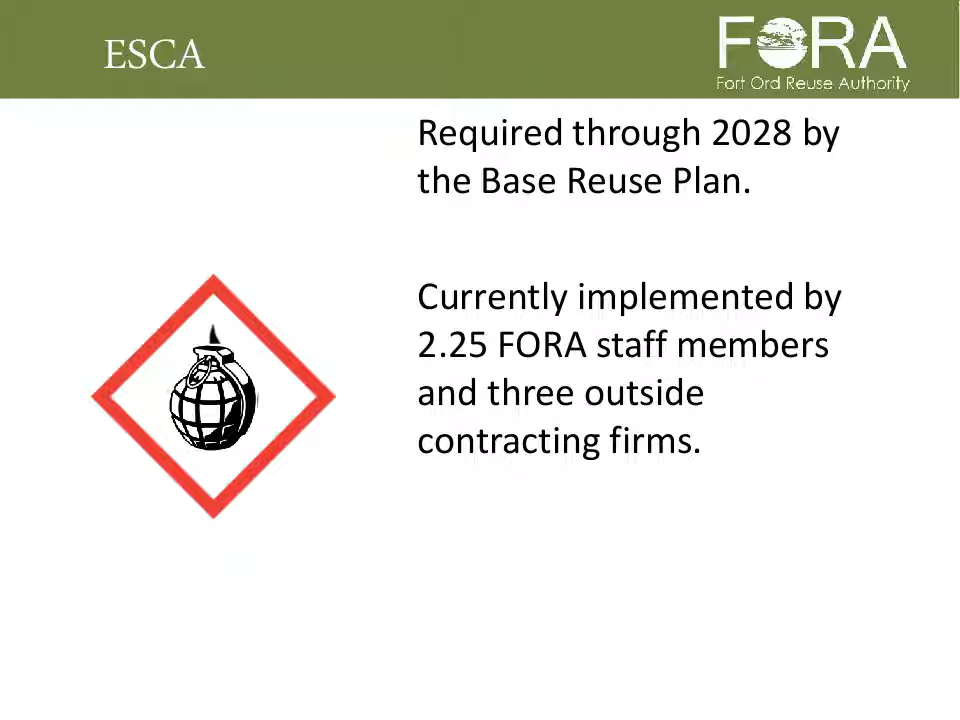 ESCA
FORA
Fort Ord Reuse Authority
Required through 2028 by
the Base Reuse Plan.
Currently implemented by
2.25 FORA staff members
and three outside
contracting firms.